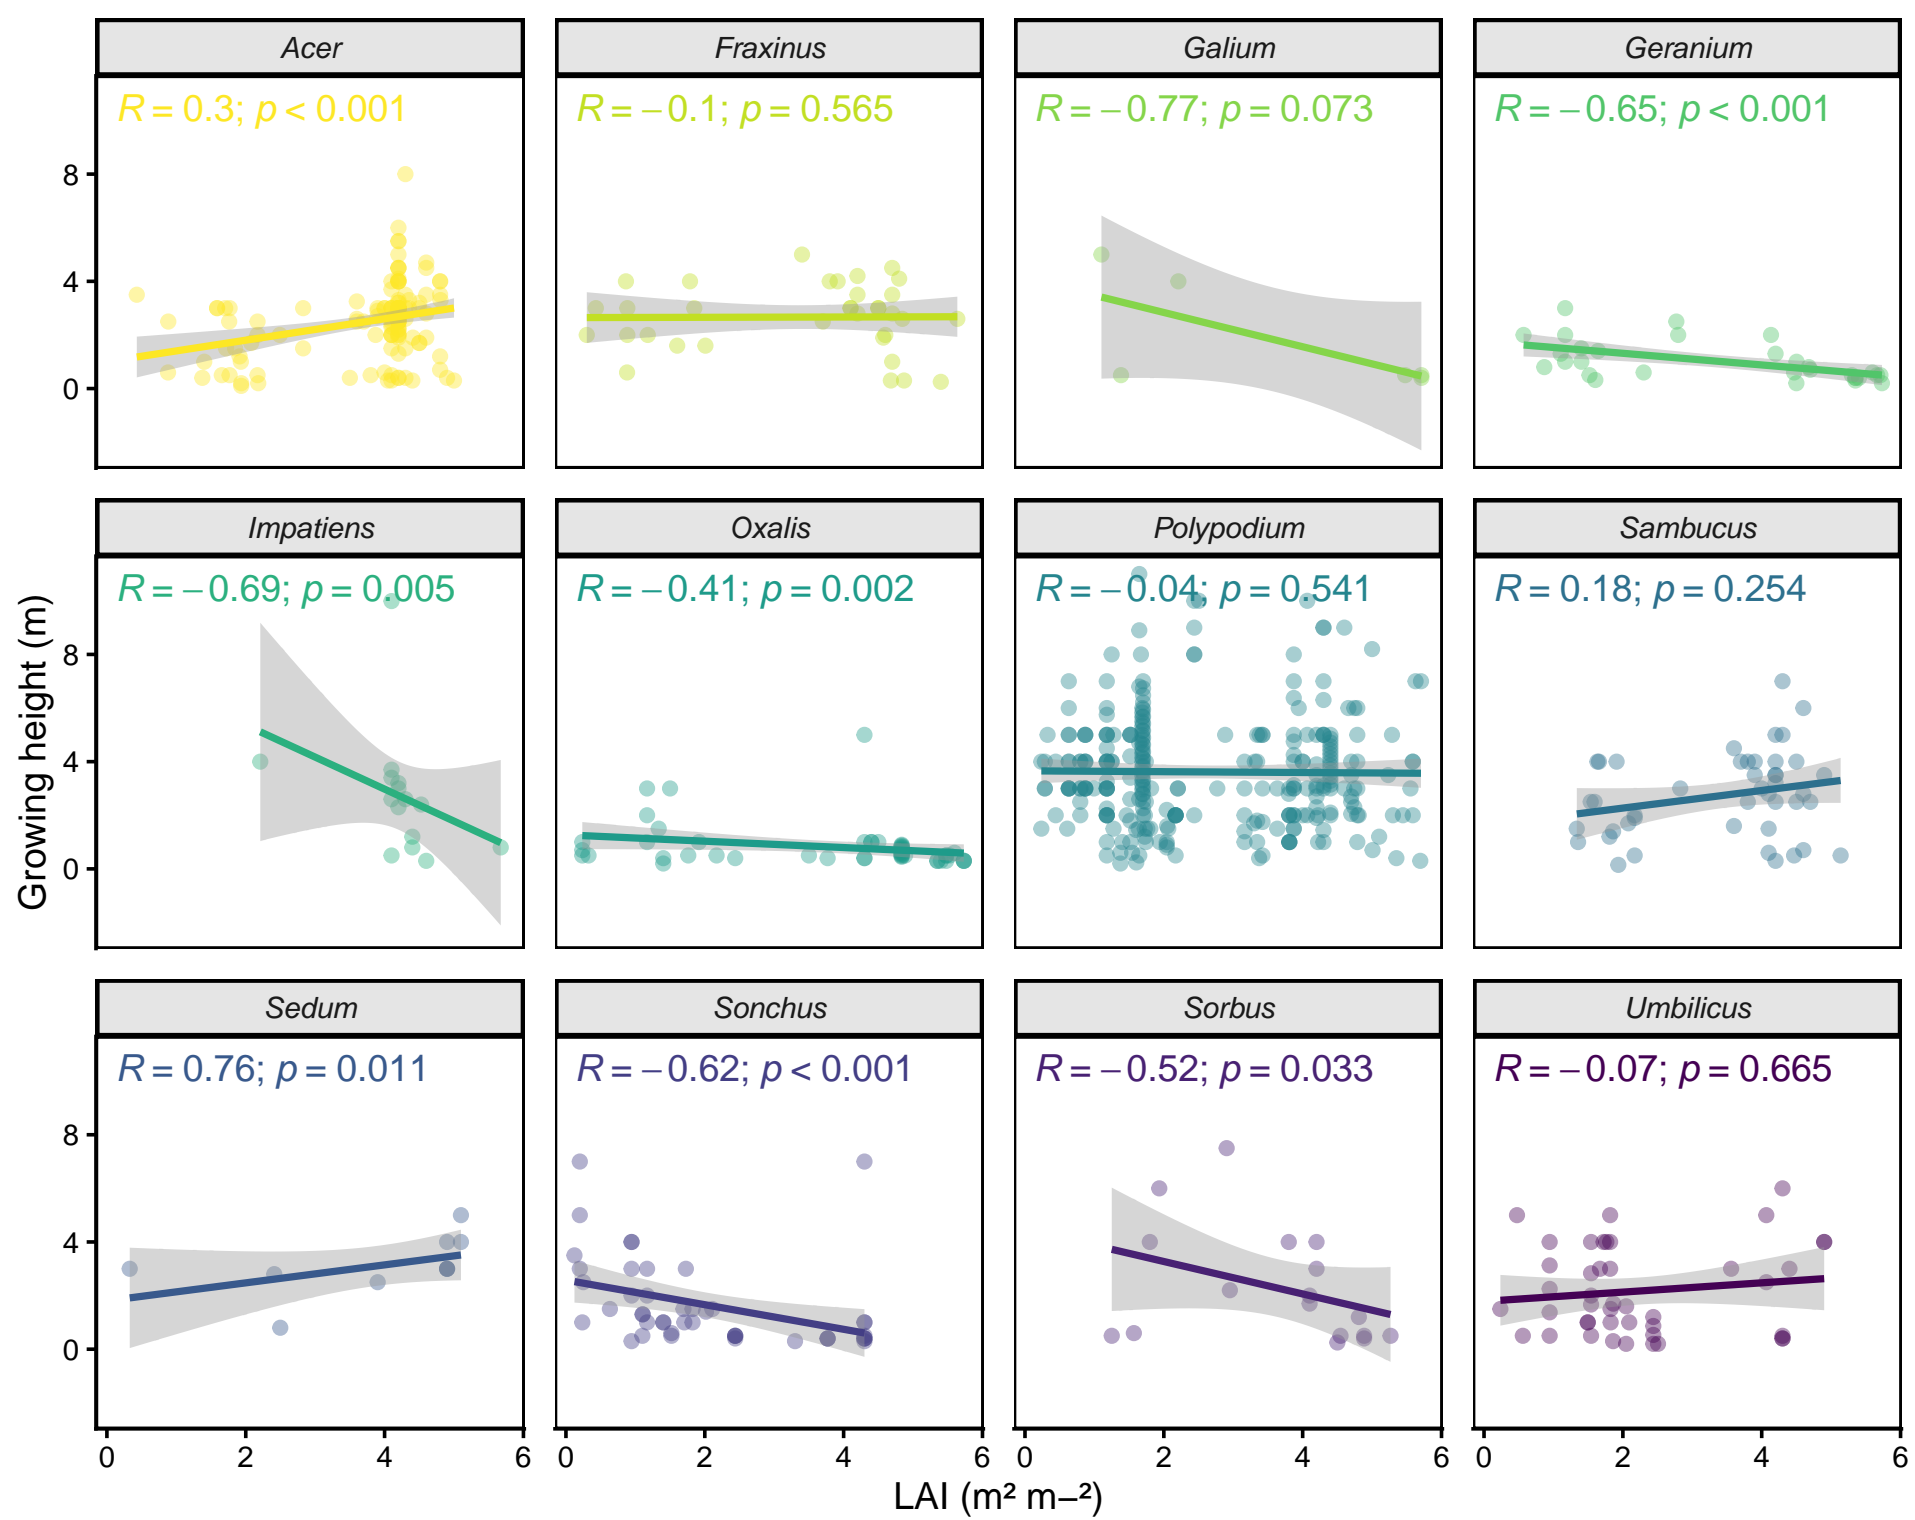 Acer Fraxinus Galium Geranium
R = 0.3; p < 0.001 R = −0.1; p = 0.565 R = −0.77; p = 0.073 R = −0.65; p < 0.001
8
4
0
Impatiens Oxalis Polypodium Sambucus
R = −0.69; p = 0.005 R = −0.41; p = 0.002 R = −0.04; p = 0.541 R = 0.18; p = 0.254
8
4
0
Growing height (m)
Sedum Sonchus Sorbus Umbilicus
R = 0.76; p = 0.011 R = −0.62; p < 0.001 R = −0.52; p = 0.033 R = −0.07; p = 0.665
8
4
0
0 2 4 6 0 2 4 6 0 2 4 6 0 2 4 6
LAI (m² m–²)